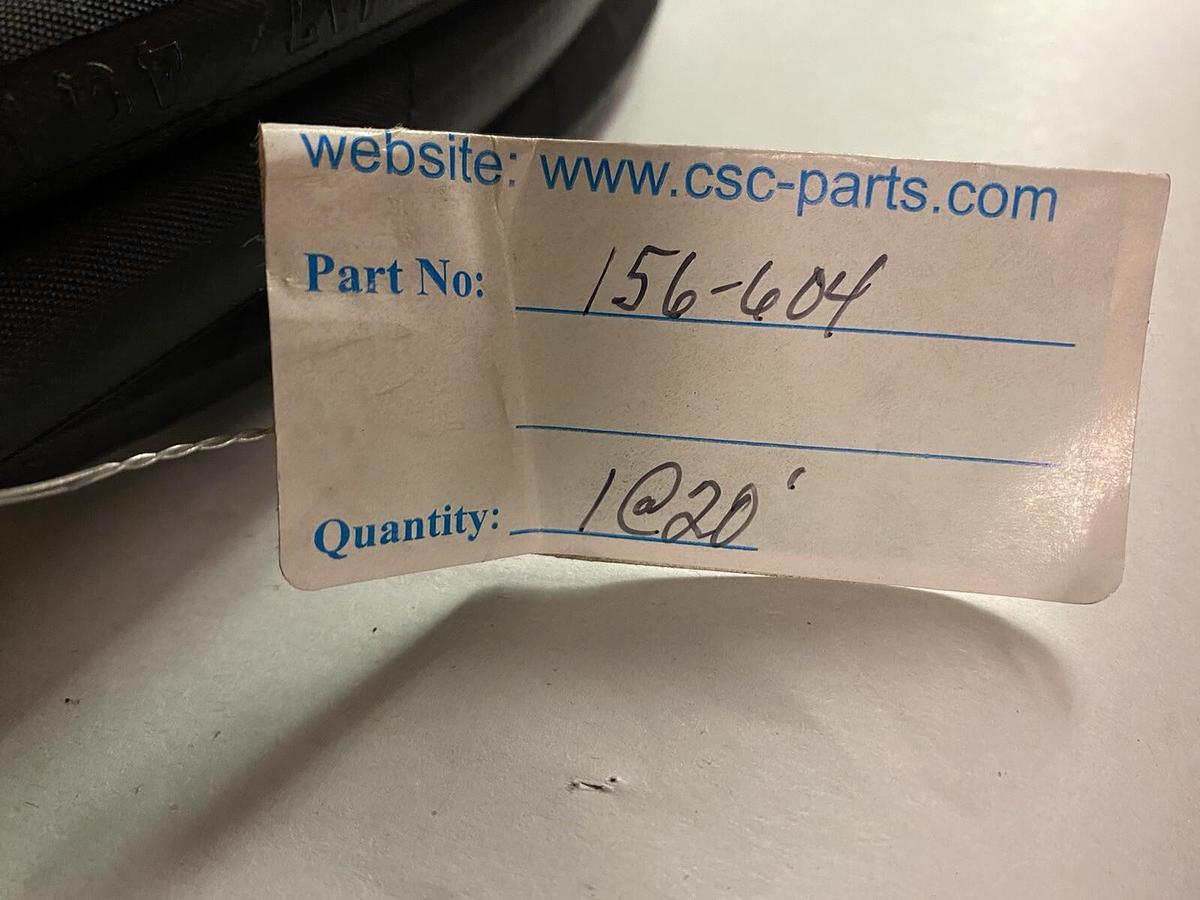 website: www.csc-parts.com
Part No: 156-604
Quantity: 1@20'